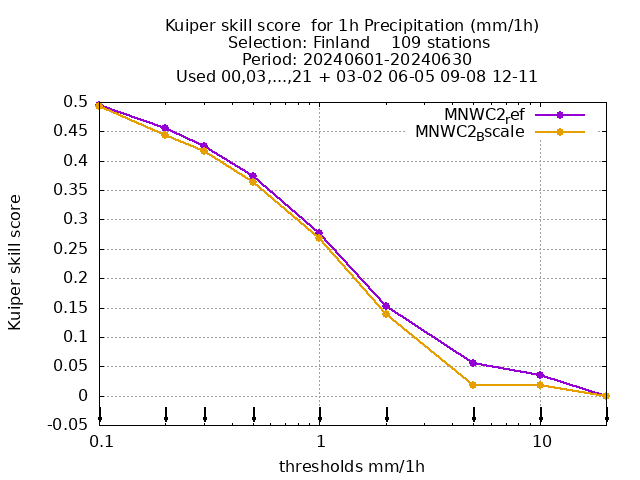 Kuiper skill score  for 1h Precipitation (mm/1h)
Selection: Finland    109 stations
Period: 20240601-20240630
Used 00,03,...,21 + 03-02 06-05 09-08 12-11
MNWC2ref
MNWC2Bscale
0.5
0.45
0.4
0.35
0.3
0.25
0.2
0.15
0.1
0.05
0
-0.05
Kuiper skill score
0.1 1 10
thresholds mm/1h